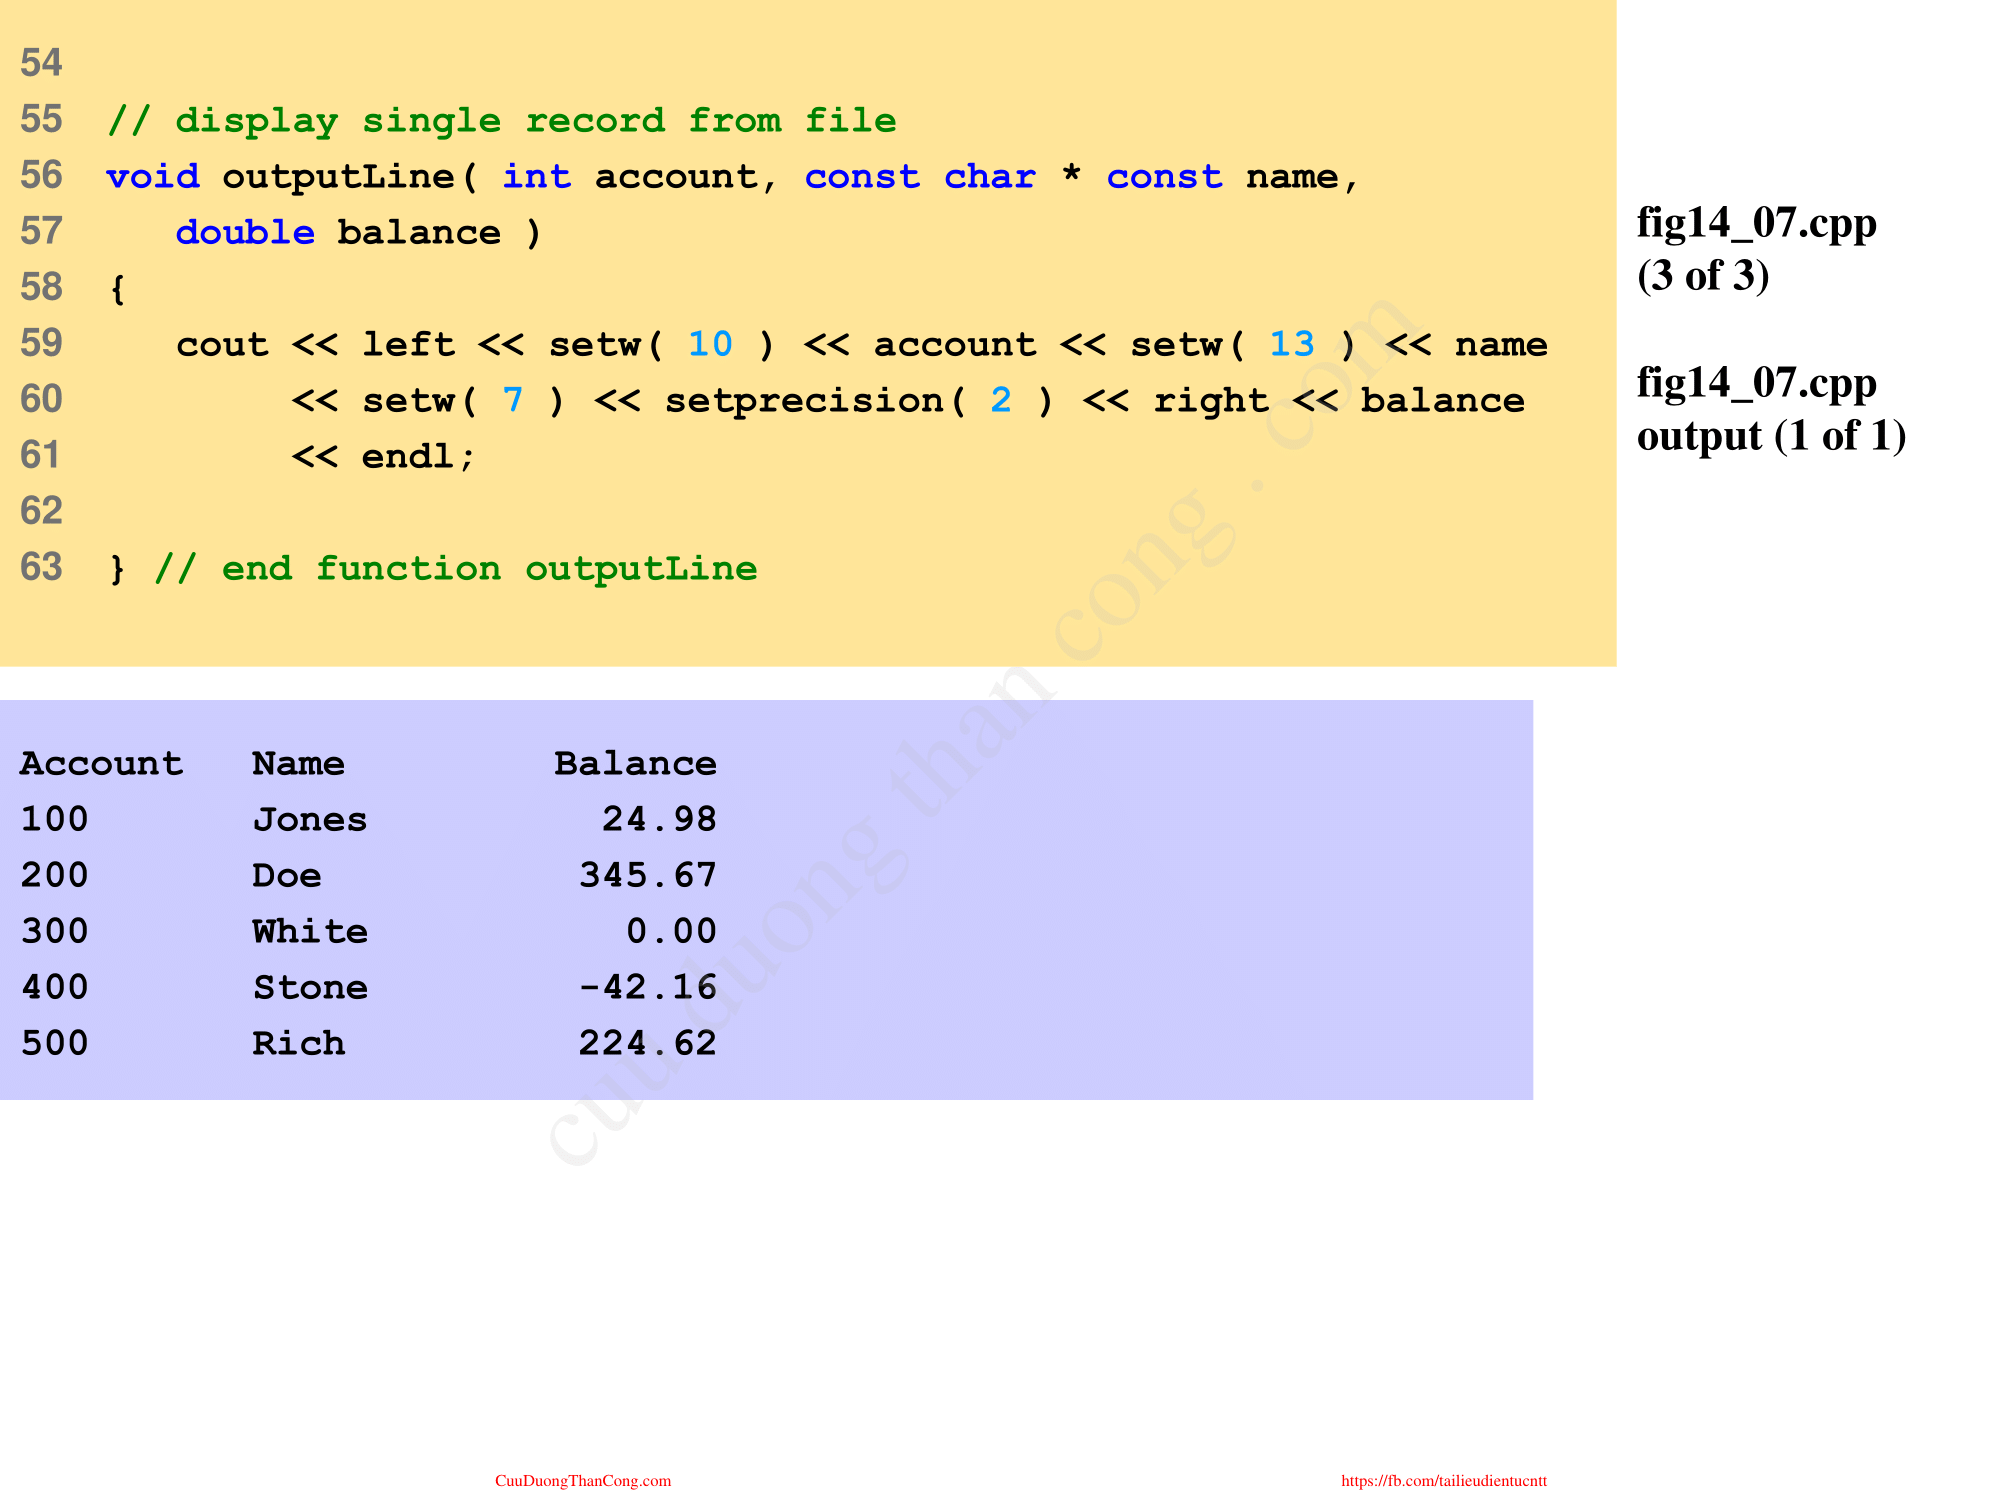 54
55 // display single record from file
56 void outputLine( int account, const char * const name,
57    double balance )
58 {
59    cout << left << setw( 10 ) << account << setw( 13 ) << name
60         << setw( 7 ) << setprecision( 2 ) << right << balance
61         << endl;
62
63 } // end function outputLine
fig14_07.cpp
(3 of 3)
fig14_07.cpp
output (1 of 1)
Account   Name         Balance
100       Jones          24.98
200       Doe           345.67
300       White           0.00
400       Stone         -42.16
500       Rich          224.62
cuu duong than cong . com
CuuDuongThanCong.com
https://fb.com/tailieudientucntt